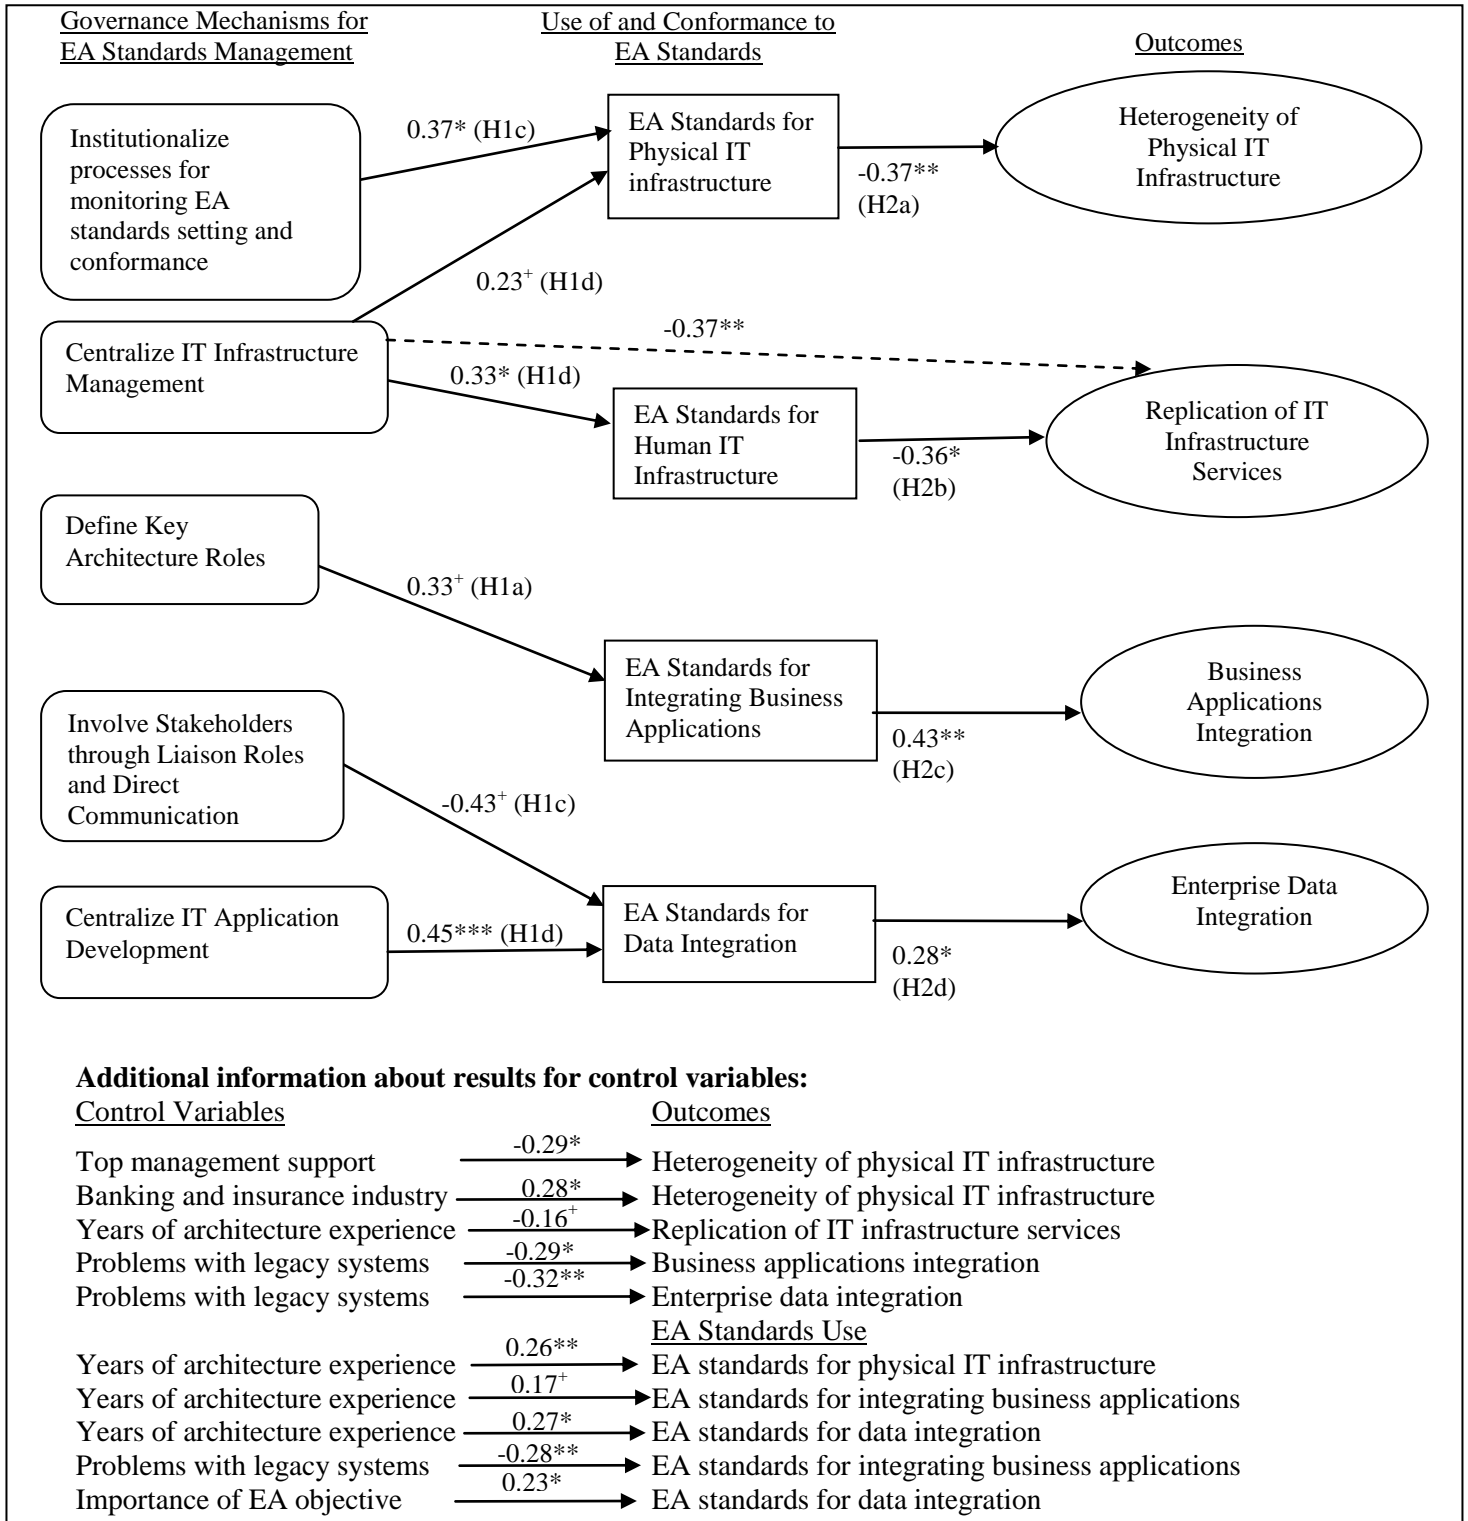 Governance Mechanisms for
EA Standards Management
Use of and Conformance to
EA Standards
Outcomes
Institutionalize
processes for
monitoring EA
standards setting and
conformance
0.37* (H1c)
EA Standards for
Physical IT
infrastructure
-0.37**
(H2a)
Heterogeneity of
Physical IT
Infrastructure
0.23⁺ (H1d)
Centralize IT Infrastructure
Management
-0.37**
0.33* (H1d)
EA Standards for
Human IT
Infrastructure
-0.36*
(H2b)
Replication of IT
Infrastructure
Services
Define Key
Architecture Roles
0.33⁺ (H1a)
EA Standards for
Integrating Business
Applications
0.43**
(H2c)
Business
Applications
Integration
Involve Stakeholders
through Liaison Roles
and Direct
Communication
-0.43⁺ (H1c)
Centralize IT Application
Development
0.45*** (H1d)
EA Standards for
Data Integration
0.28*
(H2d)
Enterprise Data
Integration
Additional information about results for control variables:
Control Variables Outcomes
Top management support -0.29* Heterogeneity of physical IT infrastructure
Banking and insurance industry 0.28* Heterogeneity of physical IT infrastructure
Years of architecture experience -0.16⁺ Replication of IT infrastructure services
Problems with legacy systems -0.29* Business applications integration
Problems with legacy systems -0.32** Enterprise data integration
EA Standards Use
Years of architecture experience 0.26** EA standards for physical IT infrastructure
Years of architecture experience 0.17⁺ EA standards for integrating business applications
Years of architecture experience 0.27* EA standards for data integration
Problems with legacy systems -0.28** EA standards for integrating business applications
Importance of EA objective 0.23* EA standards for data integration